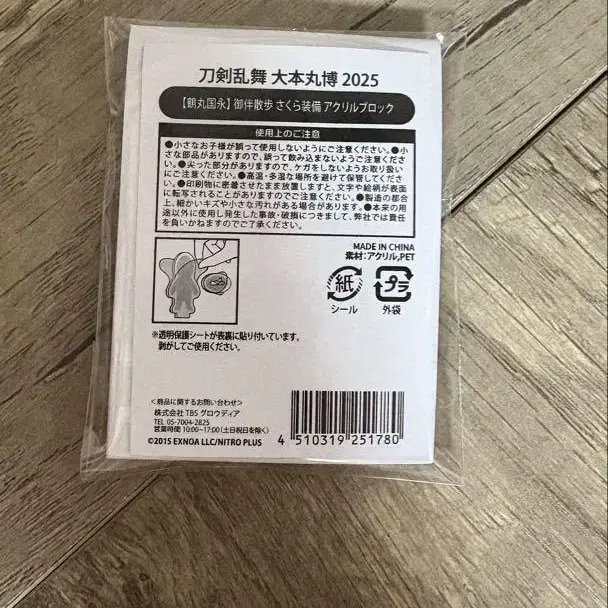 刀剣乱舞 大本丸博 2025
【鶴丸国永】御伴散歩 さくら装備 アクリルブロック
使用上のご注意
●小さなお子様が誤って使用しないようにご注意ください。●小
さな部品がありますので、誤って飲み込まないようご注意くださ
い。●尖った部分がありますので、ケガをしないようお取り扱い
にご注意ください。●高温・多湿な場所を避けて保管してくださ
い。●印刷物に密着させたまま放置しますと、文字や絵柄が表面
に転写されることがありますのでご注意ください。●製造の都合
上、細かいキズや小さな汚れがある場合があります。●本来の用
途以外に使用し発生した事故・破損につきまして、弊社では責任
を負いかねますのでご了承ください。
MADE IN CHINA
素材:アクリル,PET
紙
シール
プラ
外袋
※透明保護シートが表裏に貼り付いています。
剥がしてご使用ください。
<商品に関するお問い合わせ>
株式会社 TBS グロウディア
TEL 05-7004-2825
営業時間 10:00~17:00(土日祝日を除く)
©2015 EXNOA LLC/NITRO PLUS
4 510319 251780